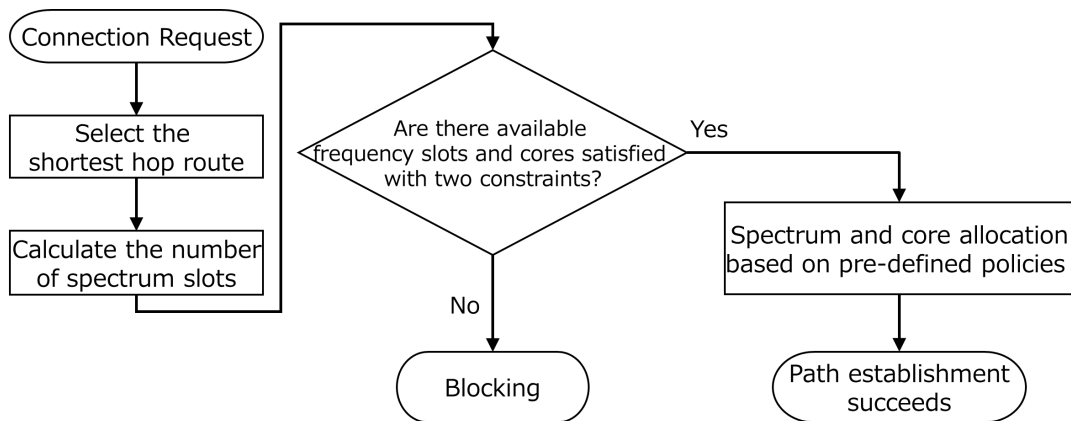 Connection Request
Select the
shortest hop route
Calculate the number
of spectrum slots
Are there available
frequency slots and cores satisfied
with two constraints?
Yes
No
Spectrum and core allocation
based on pre-defined policies
Blocking
Path establishment
succeeds